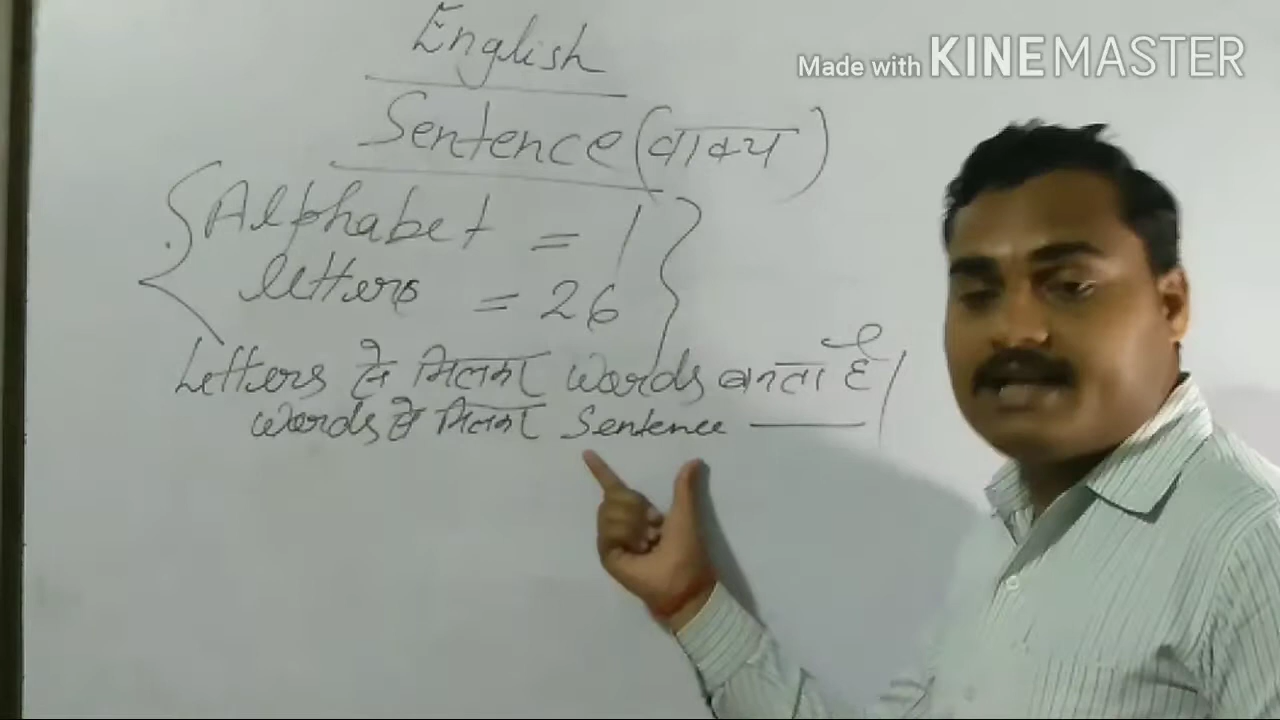 Made with KINEMASTER
English
Sentence (वाक्य)
Alphabet = 1
letters = 26
Letters से मिलकर words बनता है।
words से मिलकर Sentence ——